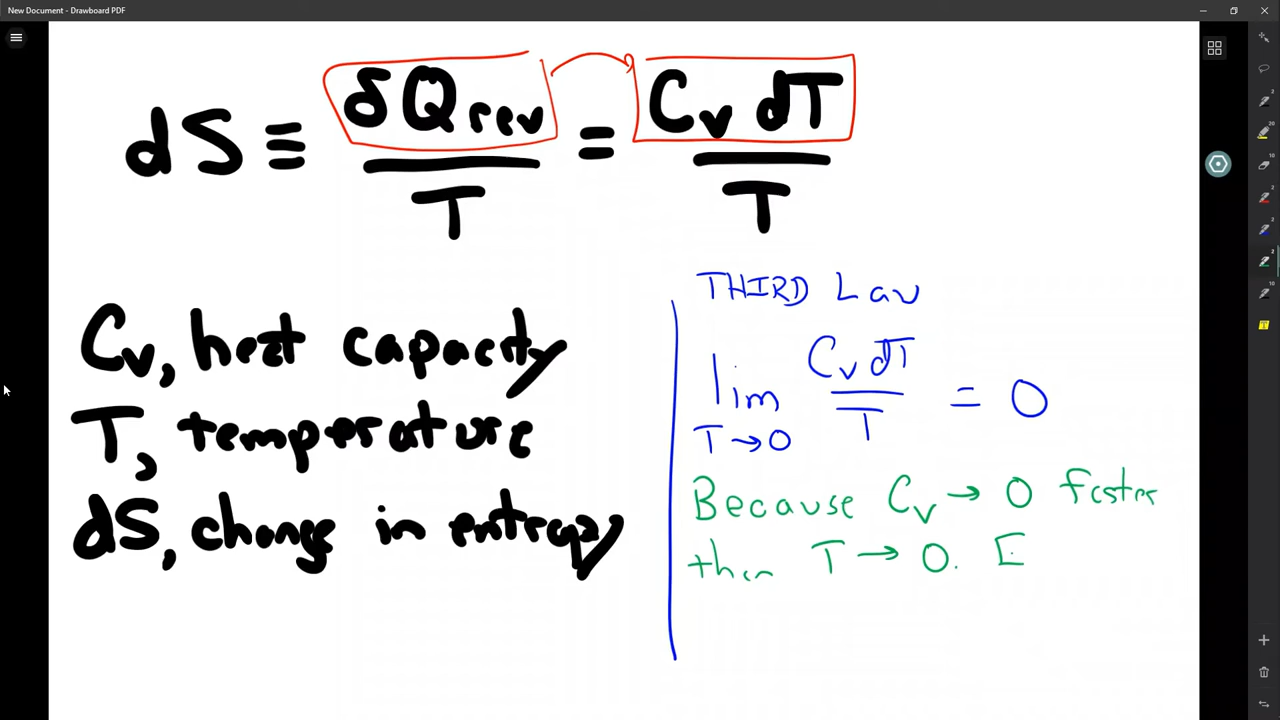 New Document - Drawboard PDF
dS ≡ δQrev / T = Cv dT / T
Cv, heat capacity
T, temperature
dS, change in entropy
THIRD Law
lim T→0 Cv dT / T = 0
Because Cv → 0 faster
than T → 0. E